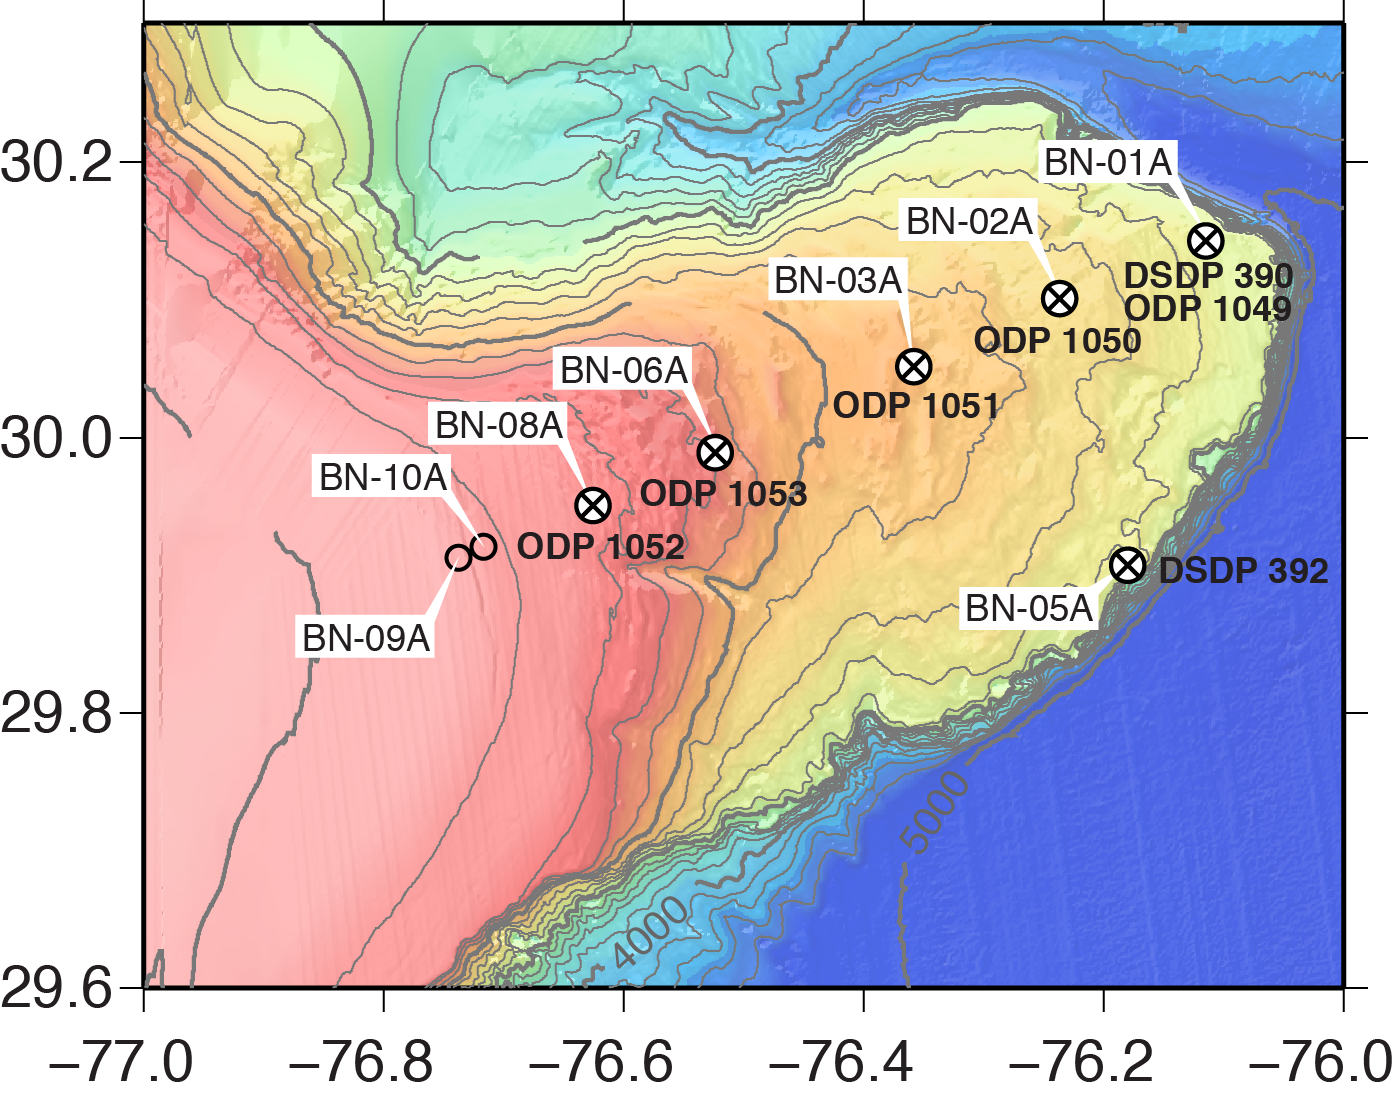 30.2
30.0
29.8
29.6
BN-01A
BN-02A
DSDP 390
ODP 1049
BN-03A
ODP 1050
BN-06A
ODP 1051
BN-08A
BN-10A
ODP 1053
ODP 1052
DSDP 392
BN-05A
BN-09A
5000
4000
−77.0
−76.8
−76.6
−76.4
−76.2
−76.0